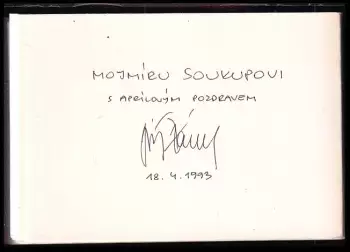 MOJMÍRU SOUKUPOVI
S APRÍLOVÝM POZDRAVEM
18. 4. 1993